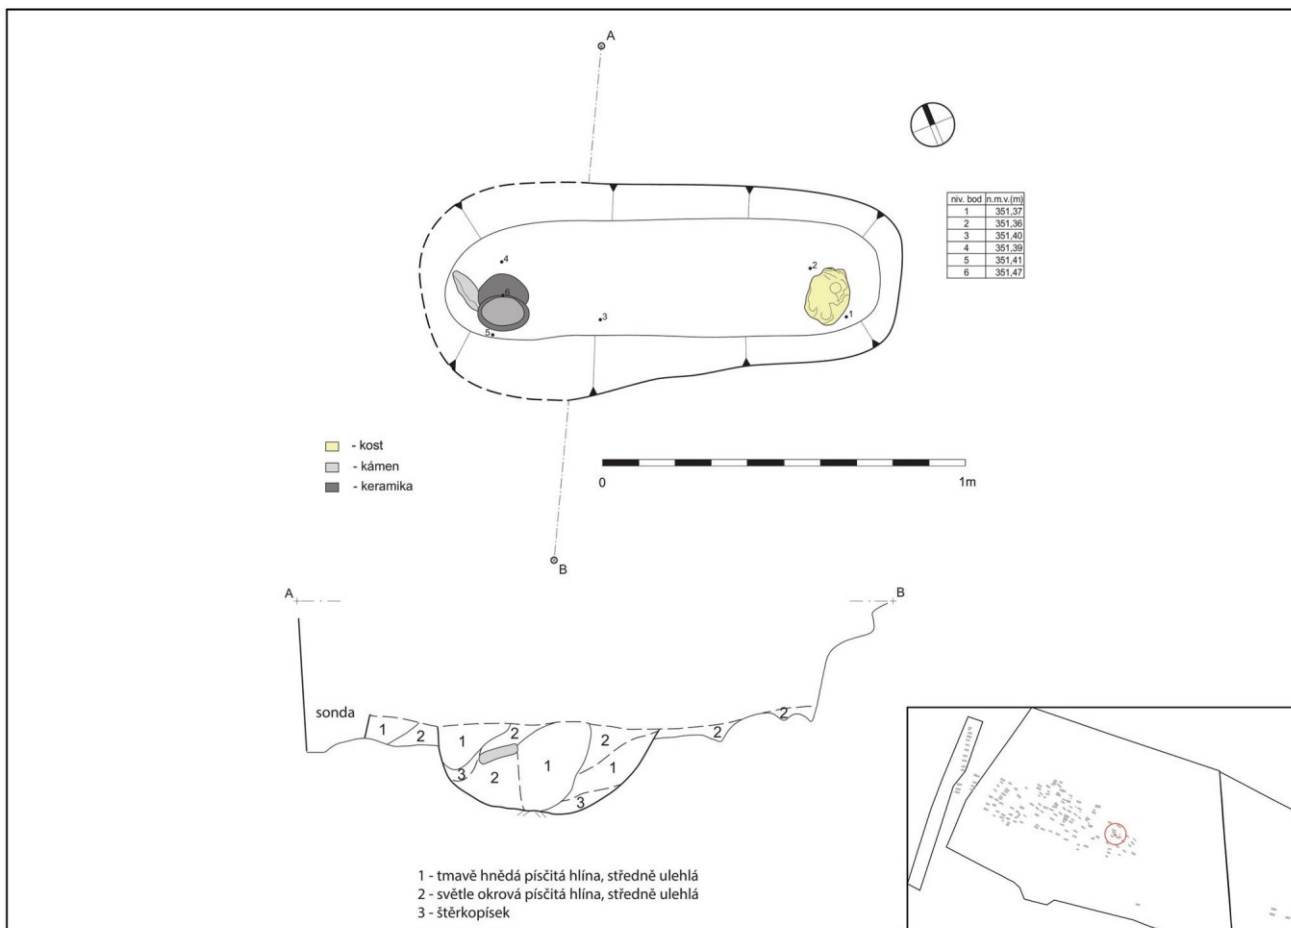 A
niv. bod n.m.v.(m)
1 351,37
2 351,36
3 351,40
4 351,39
5 351,41
6 351,47
4
2
6
3
1
5
- kost
- kámen
- keramika
0 1m
B
A B
sonda
2
1 2 1 2 2 2
1 1
3 2
3
1 - tmavě hnědá písčitá hlína, středně ulehlá
2 - světle okrová písčitá hlína, středně ulehlá
3 - štěrkopísek